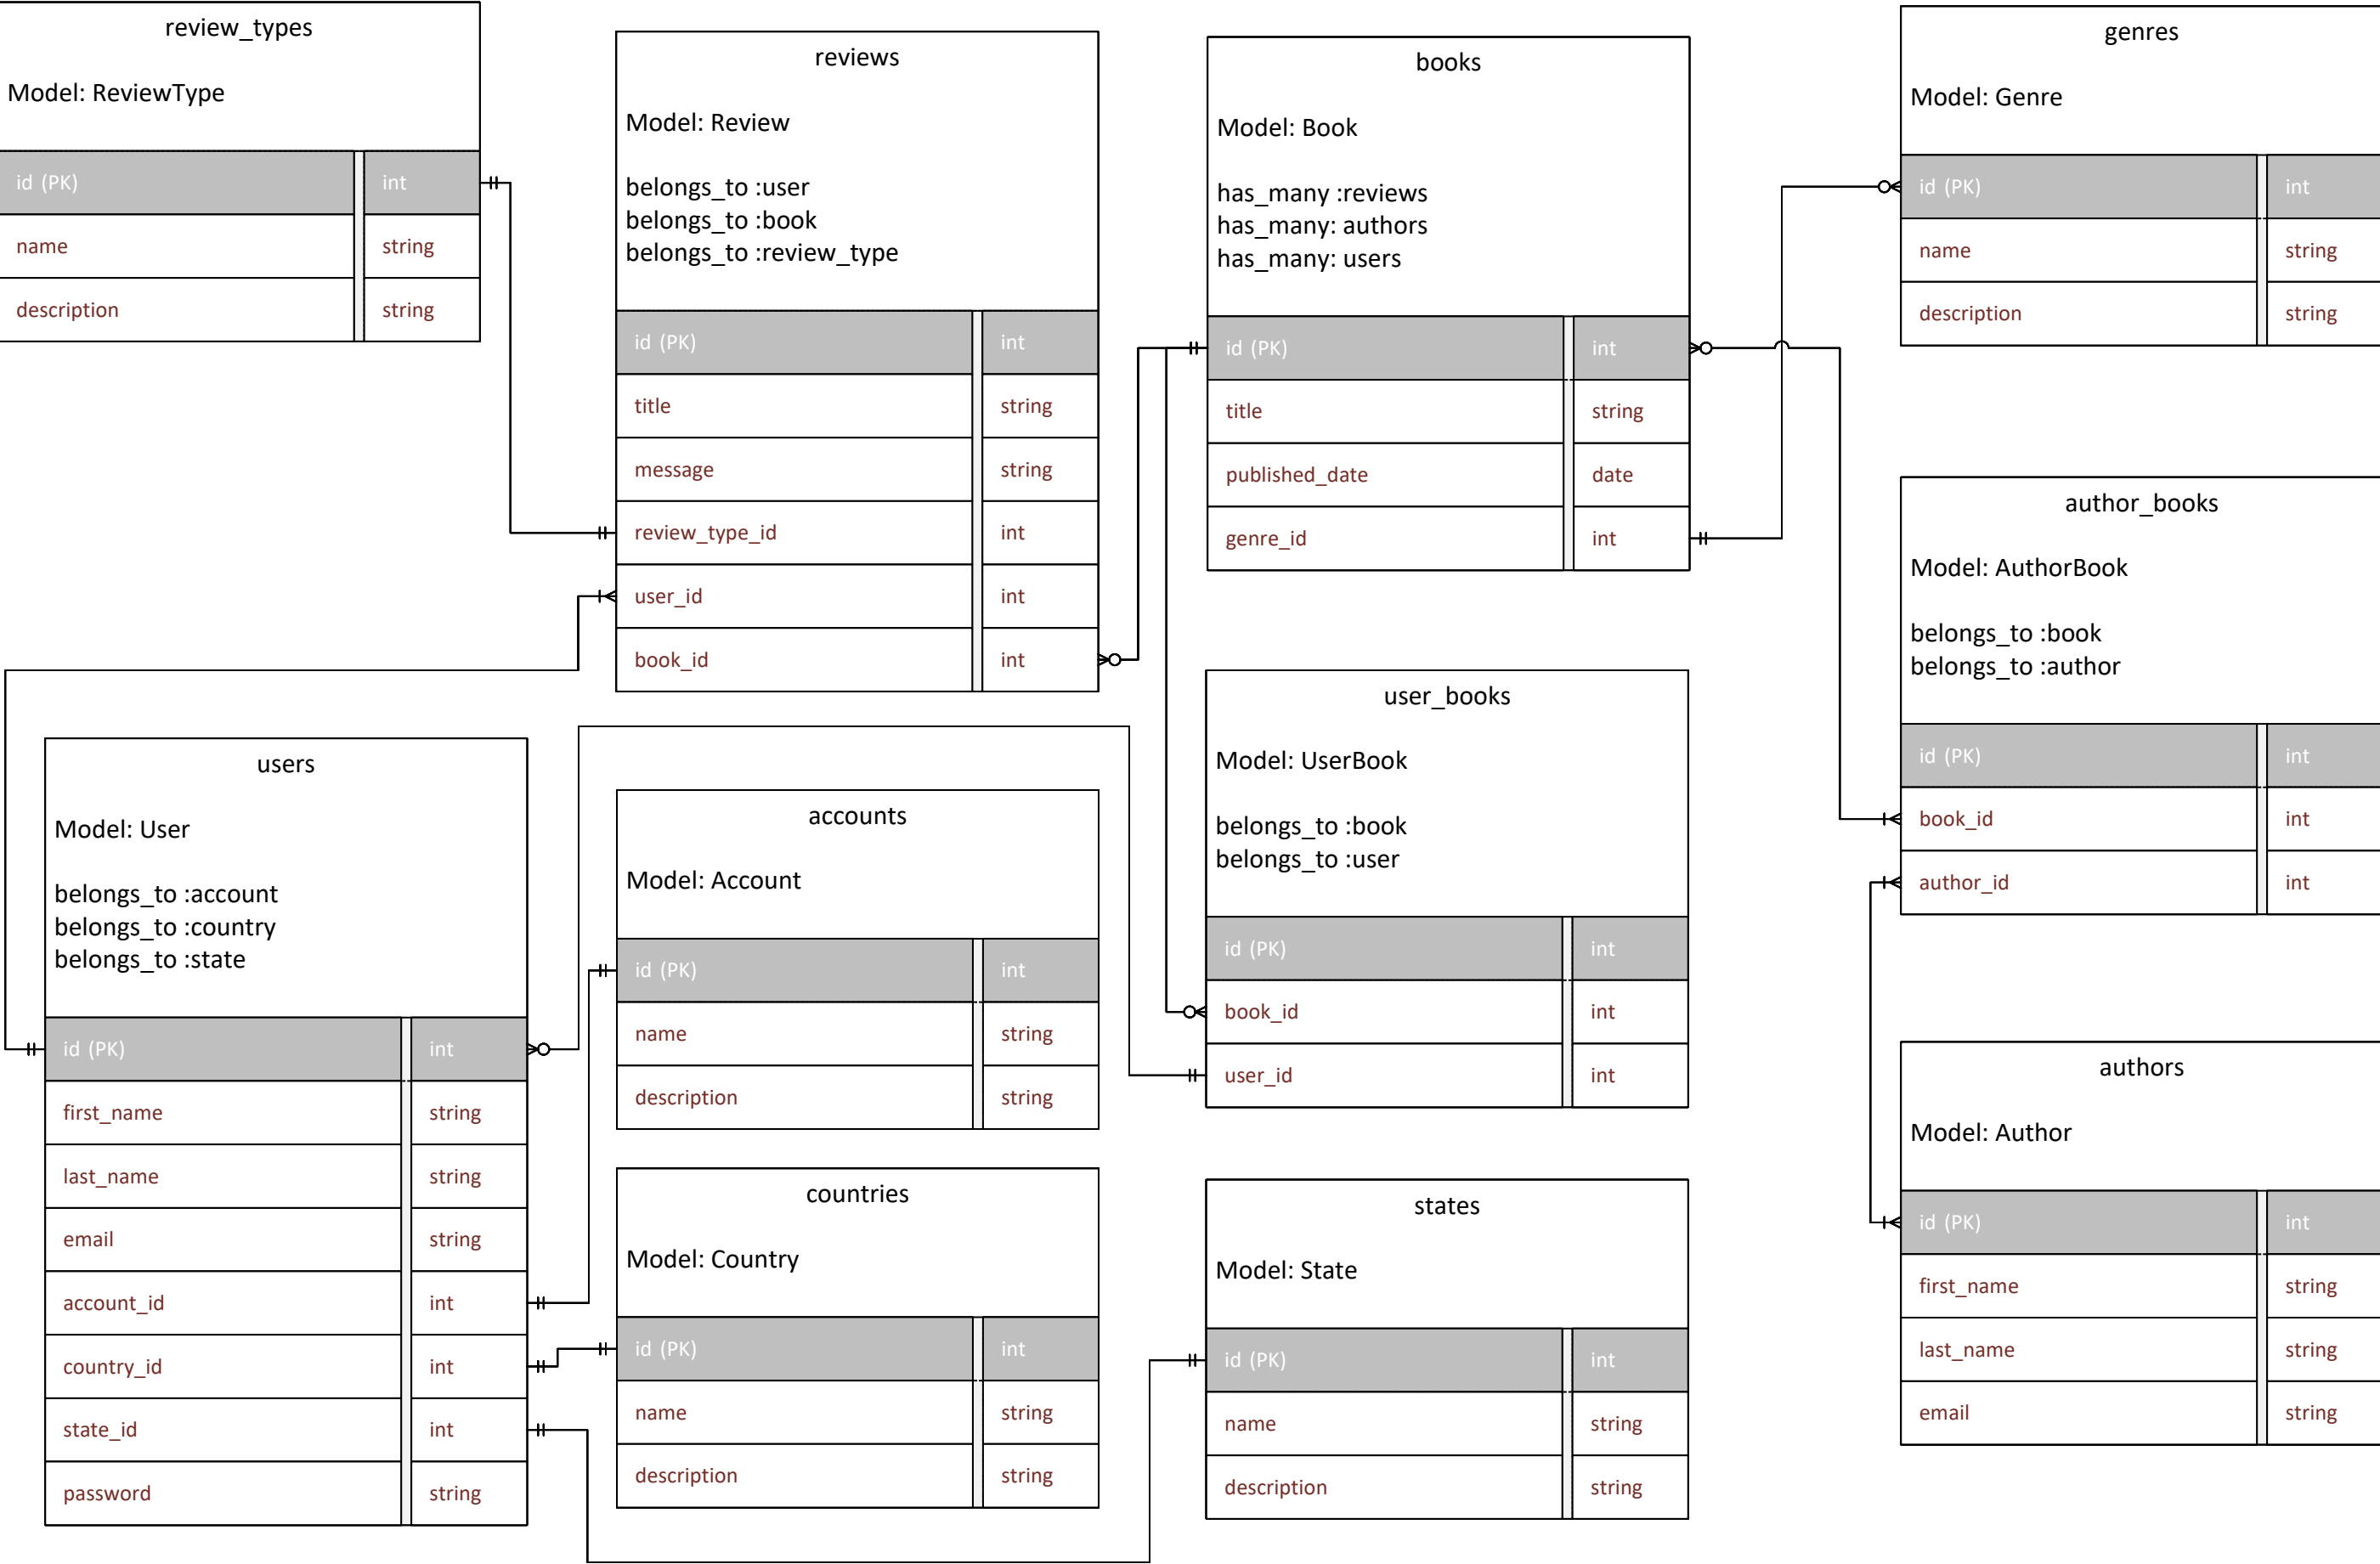 review_types
Model: ReviewType
id (PK) int
name string
description string
reviews
Model: Review
belongs_to :user
belongs_to :book
belongs_to :review_type
id (PK) int
title string
message string
review_type_id int
user_id int
book_id int
books
Model: Book
has_many :reviews
has_many: authors
has_many: users
id (PK) int
title string
published_date date
genre_id int
genres
Model: Genre
id (PK) int
name string
description string
author_books
Model: AuthorBook
belongs_to :book
belongs_to :author
id (PK) int
book_id int
author_id int
users
Model: User
belongs_to :account
belongs_to :country
belongs_to :state
id (PK) int
first_name string
last_name string
email string
account_id int
country_id int
state_id int
password string
accounts
Model: Account
id (PK) int
name string
description string
user_books
Model: UserBook
belongs_to :book
belongs_to :user
id (PK) int
book_id int
user_id int
countries
Model: Country
id (PK) int
name string
description string
states
Model: State
id (PK) int
name string
description string
authors
Model: Author
id (PK) int
first_name string
last_name string
email string